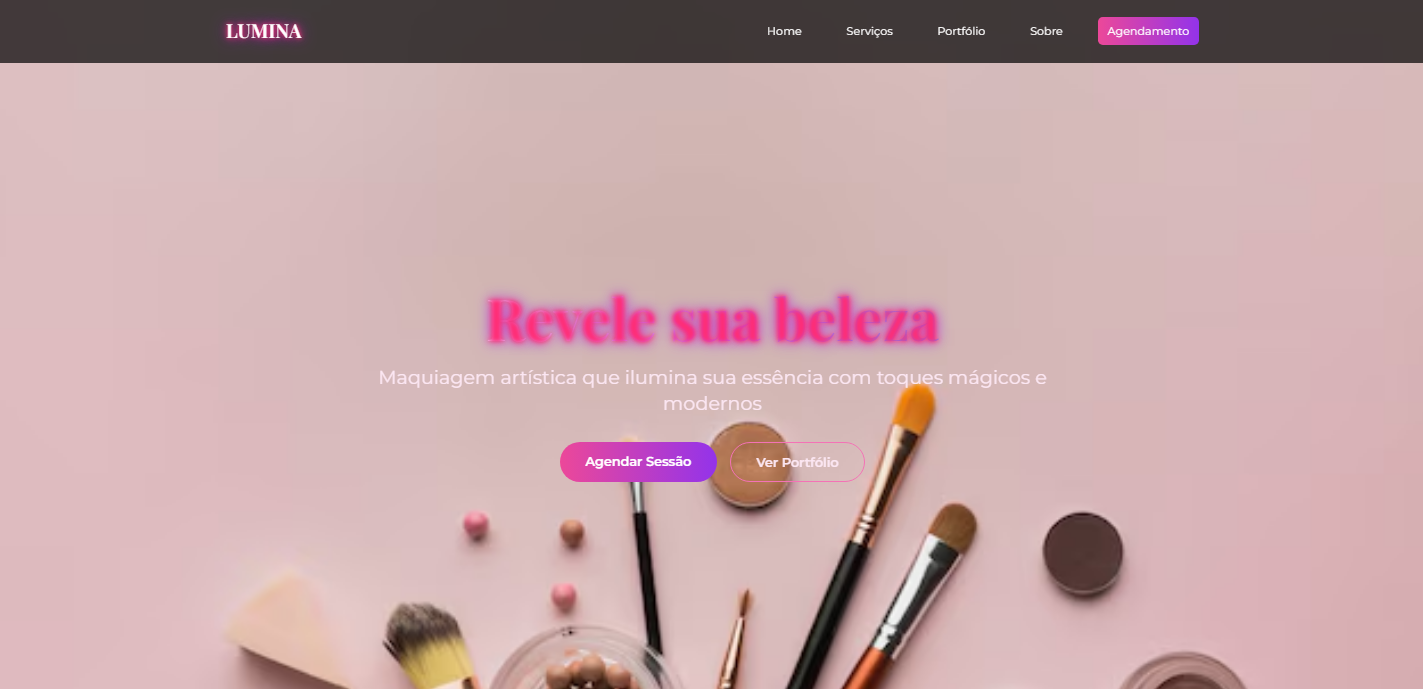 LUMINA
Home
Serviços
Portfólio
Sobre
Agendamento
Revele sua beleza
Maquiagem artística que ilumina sua essência com toques mágicos e
modernos
Agendar Sessão
Ver Portfólio